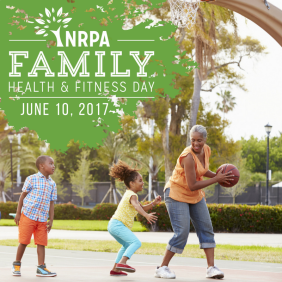 NRPA
FAMILY
HEALTH & FITNESS DAY
JUNE 10, 2017